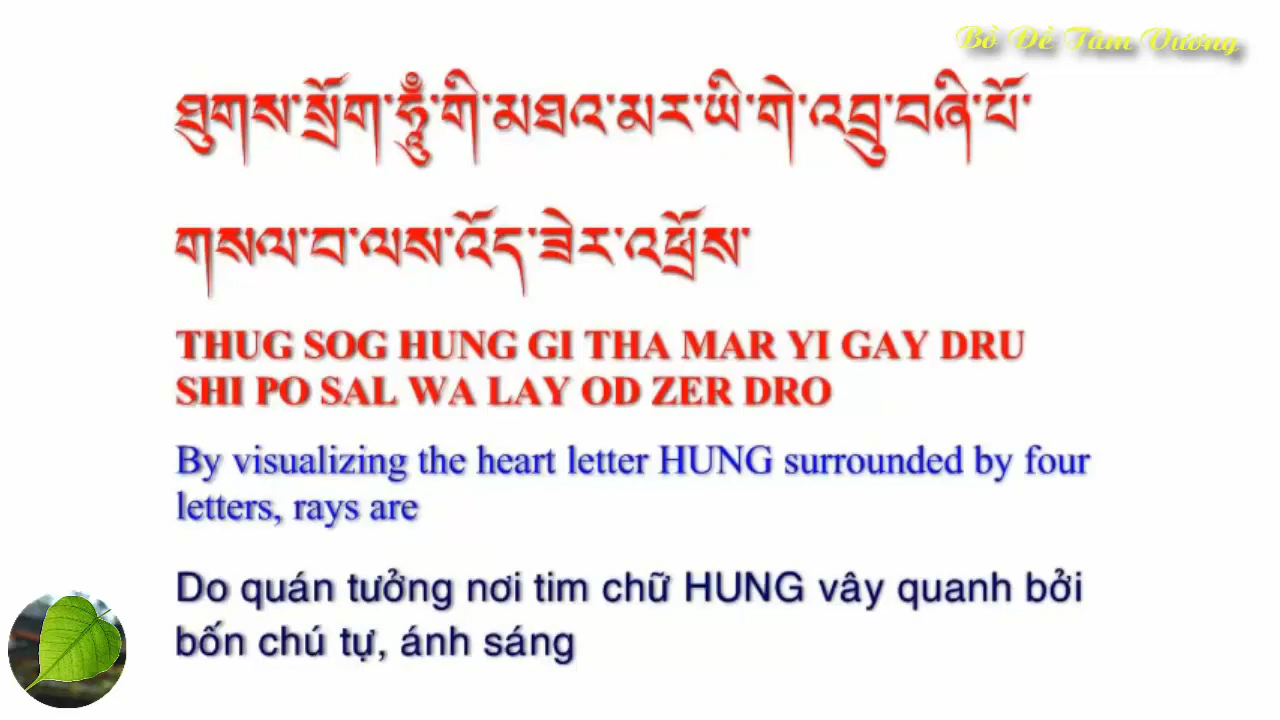 Bồ Đề Tâm Vương
ཐུགས་སྲོག་ཧཱུྃ་གི་མཐའ་མར་ཡི་གེ་འབྲུ་བཞི་པོ་
གསལ་བ་ལས་འོད་ཟེར་འཕྲོས་
THUG SOG HUNG GI THA MAR YI GAY DRU
SHI PO SAL WA LAY OD ZER DRO
By visualizing the heart letter HUNG surrounded by four
letters, rays are
Do quán tưởng nơi tim chữ HUNG vây quanh bởi
bốn chú tự, ánh sáng